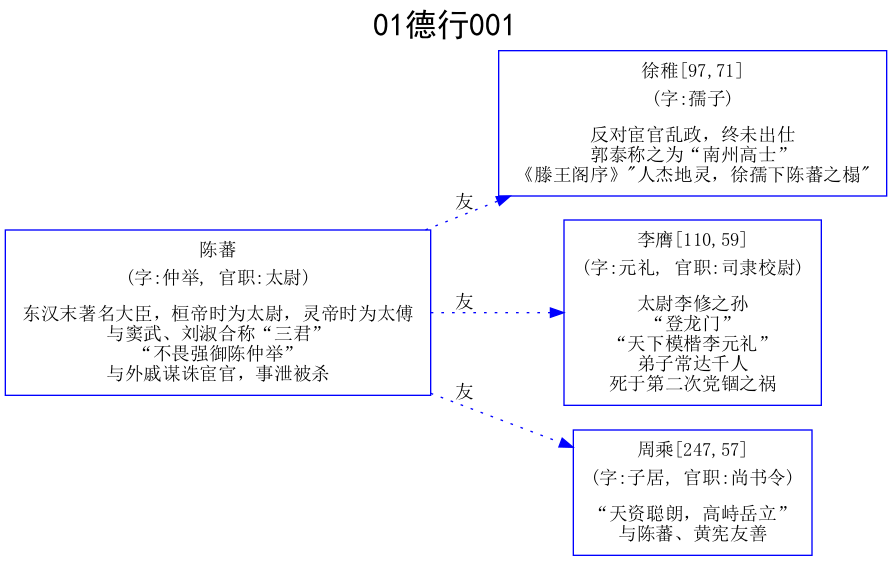 01德行001
徐稚[97,71]
(字:孺子)
反对宦官乱政，终未出仕
郭泰称之为“南州高士”
《滕王阁序》"人杰地灵，徐孺下陈蕃之榻"
友
陈蕃
(字:仲举, 官职:太尉)
东汉末著名大臣，桓帝时为太尉，灵帝时为太傅
与窦武、刘淑合称“三君”
“不畏强御陈仲举”
与外戚谋诛宦官，事泄被杀
友
李膺[110,59]
(字:元礼, 官职:司隶校尉)
太尉李修之孙
“登龙门”
“天下模楷李元礼”
弟子常达千人
死于第二次党锢之祸
友
周乘[247,57]
(字:子居, 官职:尚书令)
“天资聪朗，高峙岳立”
与陈蕃、黄宪友善